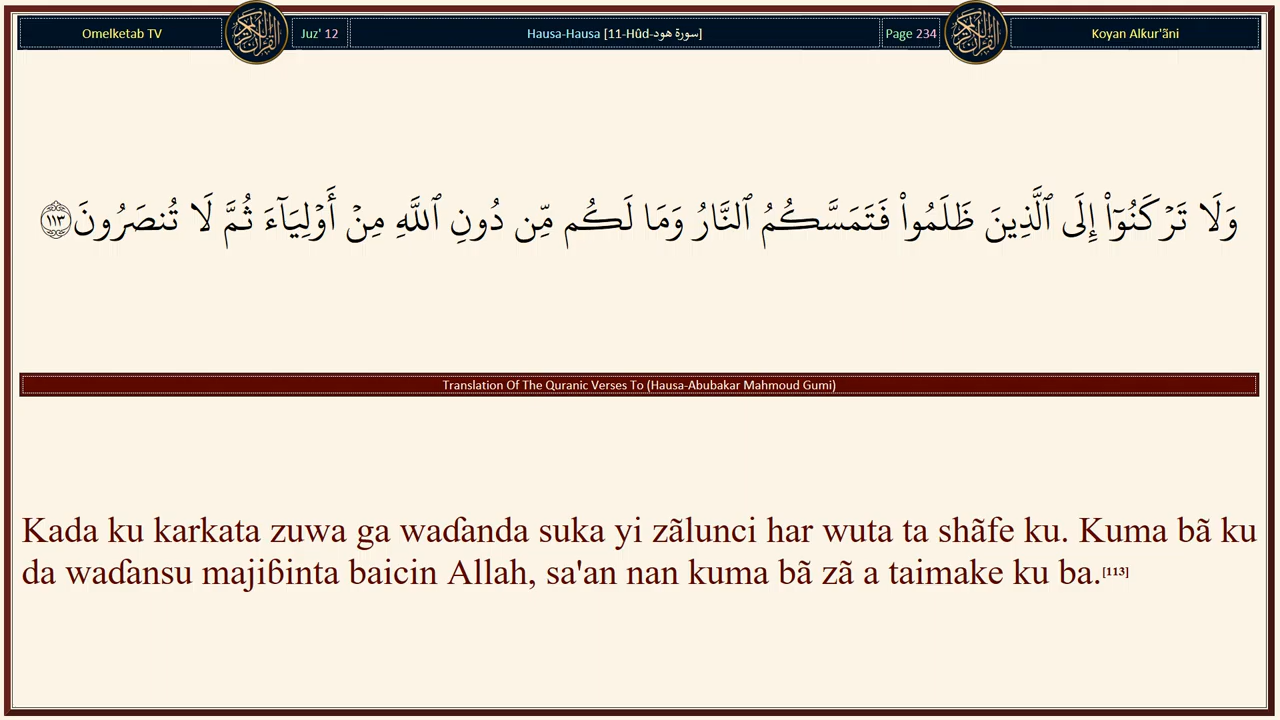 Omelketab TV
Juz' 12
Hausa-Hausa [11-Hûd-سورة هود]
Page 234
Koyan Alƙur'ãni
وَلَا تَرۡكَنُوٓاْ إِلَى ٱلَّذِينَ ظَلَمُواْ فَتَمَسَّكُمُ ٱلنَّارُ وَمَا لَكُم مِّن دُونِ ٱللَّهِ مِنۡ أَوۡلِيَآءَ ثُمَّ لَا تُنصَرُونَ ١١٣
Translation Of The Quranic Verses To (Hausa-Abubakar Mahmoud Gumi)
Kada ku karkata zuwa ga waɗanda suka yi zãlunci har wuta ta shãfe ku. Kuma bã ku
da waɗansu majiɓinta baicin Allah, sa'an nan kuma bã zã a taimake ku ba.[113]